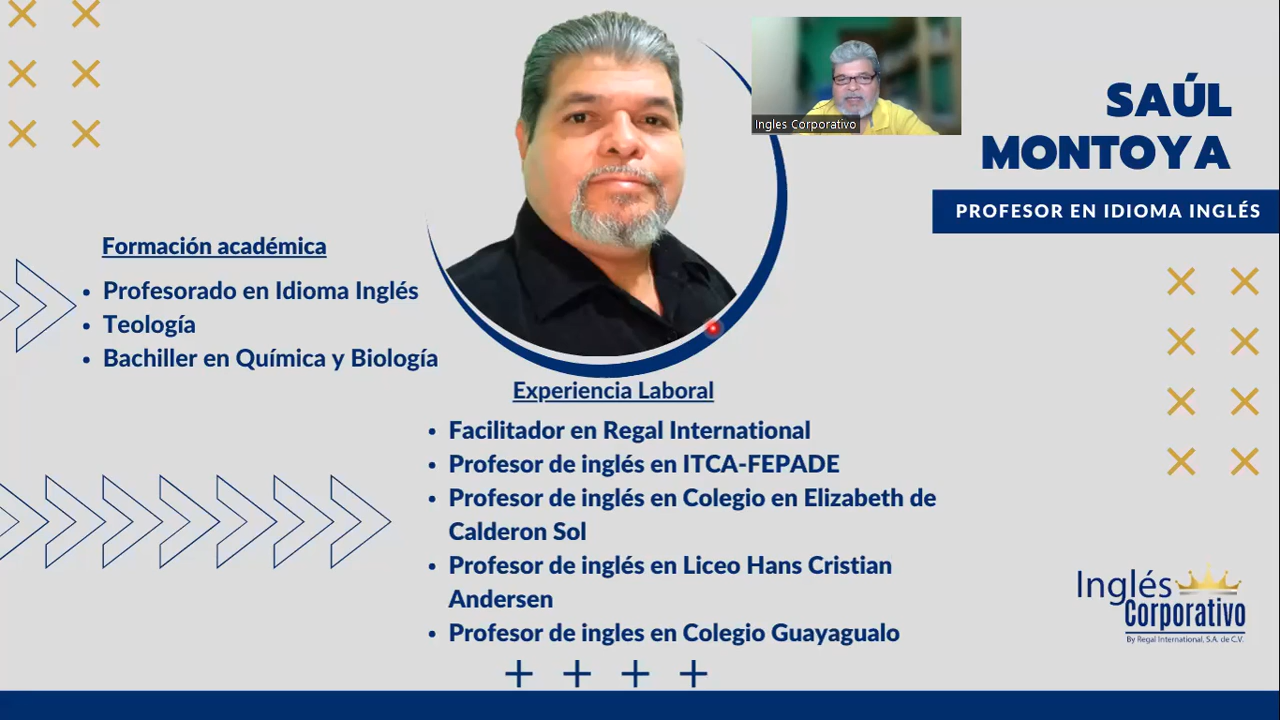 Ingles Corporativo
SAÚL
MONTOYA
PROFESOR EN IDIOMA INGLÉS
Formación académica
• Profesorado en Idioma Inglés
• Teología
• Bachiller en Química y Biología
Experiencia Laboral
• Facilitador en Regal International
• Profesor de inglés en ITCA-FEPADE
• Profesor de inglés en Colegio en Elizabeth de
Calderon Sol
• Profesor de inglés en Liceo Hans Cristian
Andersen
• Profesor de ingles en Colegio Guayagualo
Inglés
Corporativo
By Regal International, S.A. de C.V.